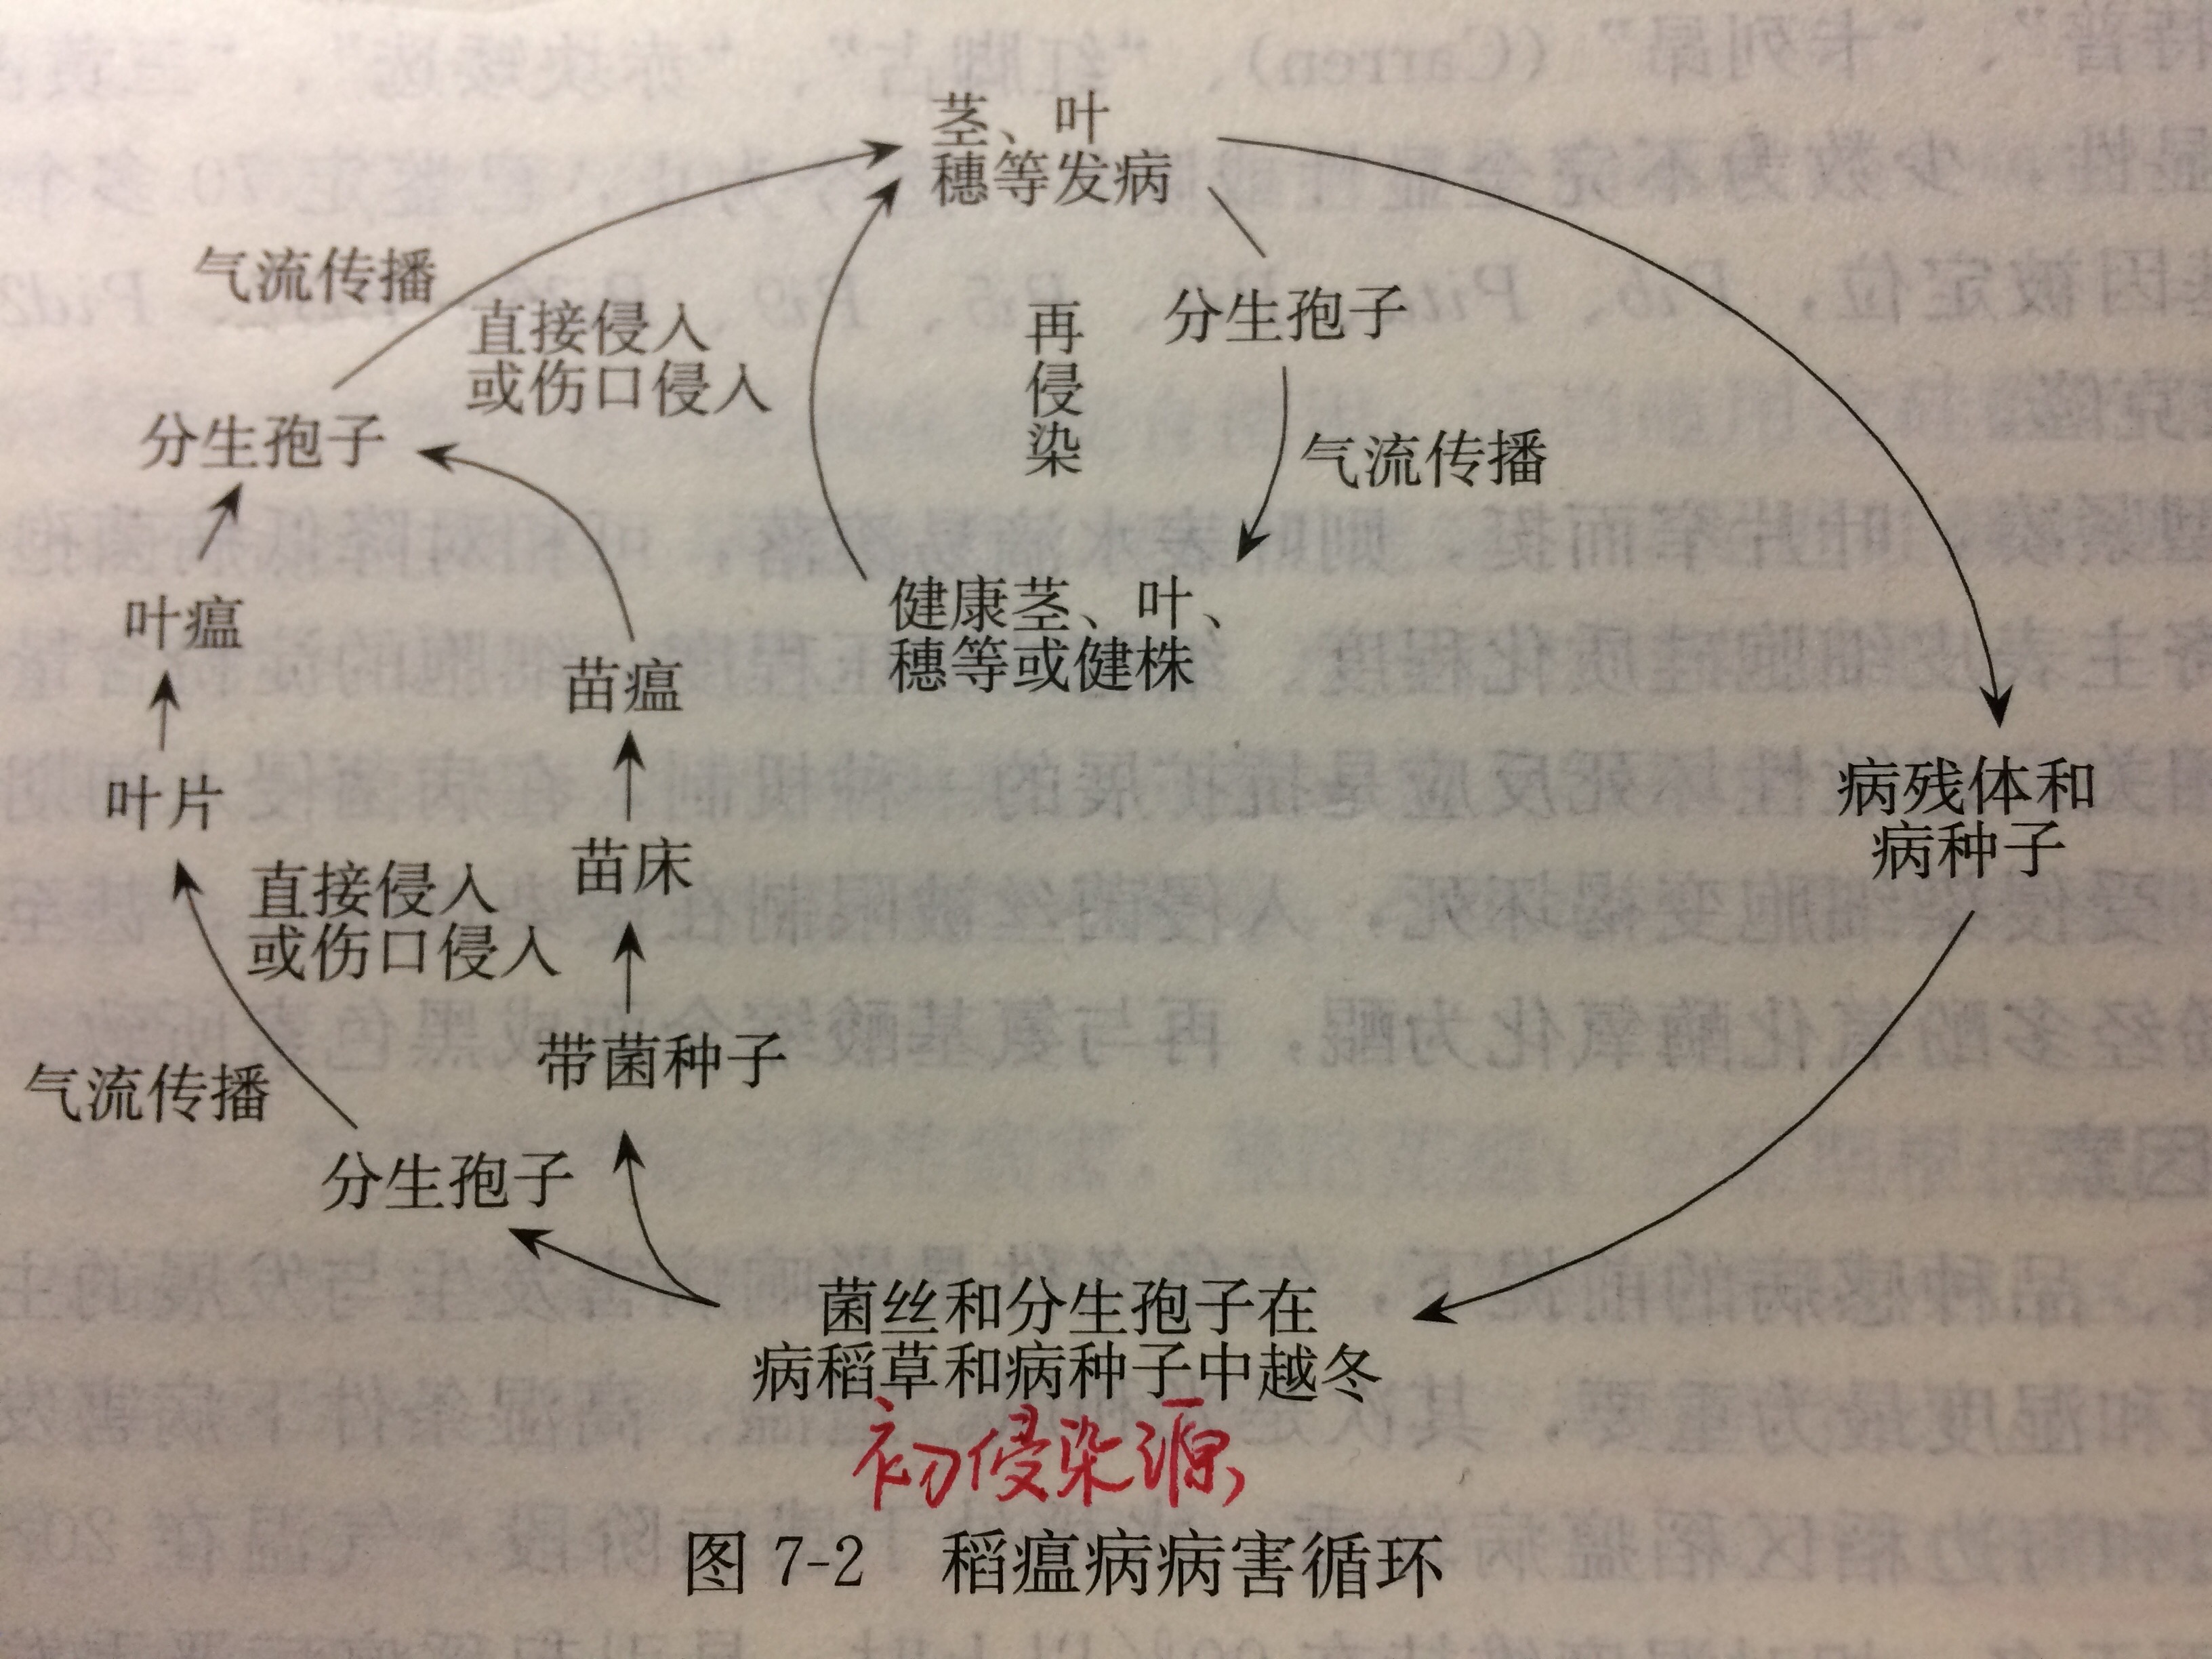 茎、叶
穗等发病
气流传播
直接侵入
或伤口侵入
再侵染
分生孢子
气流传播
分生孢子
健康茎、叶、
穗等或健株
叶瘟
苗瘟
叶片
苗床
病残体和
病种子
直接侵入
或伤口侵入
带菌种子
气流传播
分生孢子
菌丝和分生孢子在
病稻草和病种子中越冬
初侵染源
图 7-2 稻瘟病病害循环